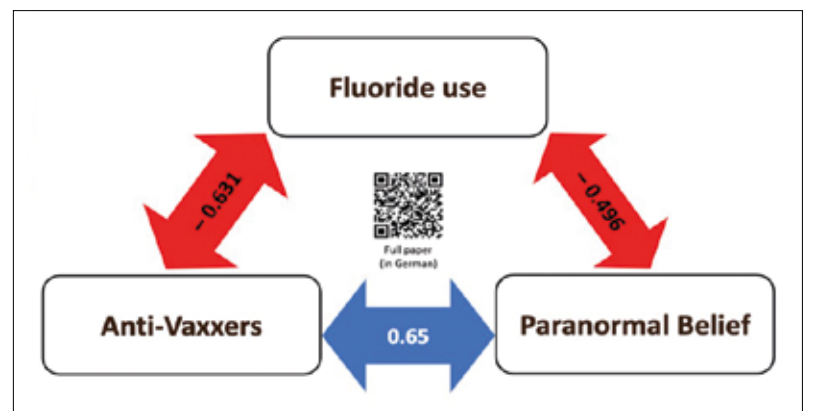 Fluoride use
– 0.631
– 0.496
Full paper
(in German)
Anti-Vaxxers
0.65
Paranormal Belief